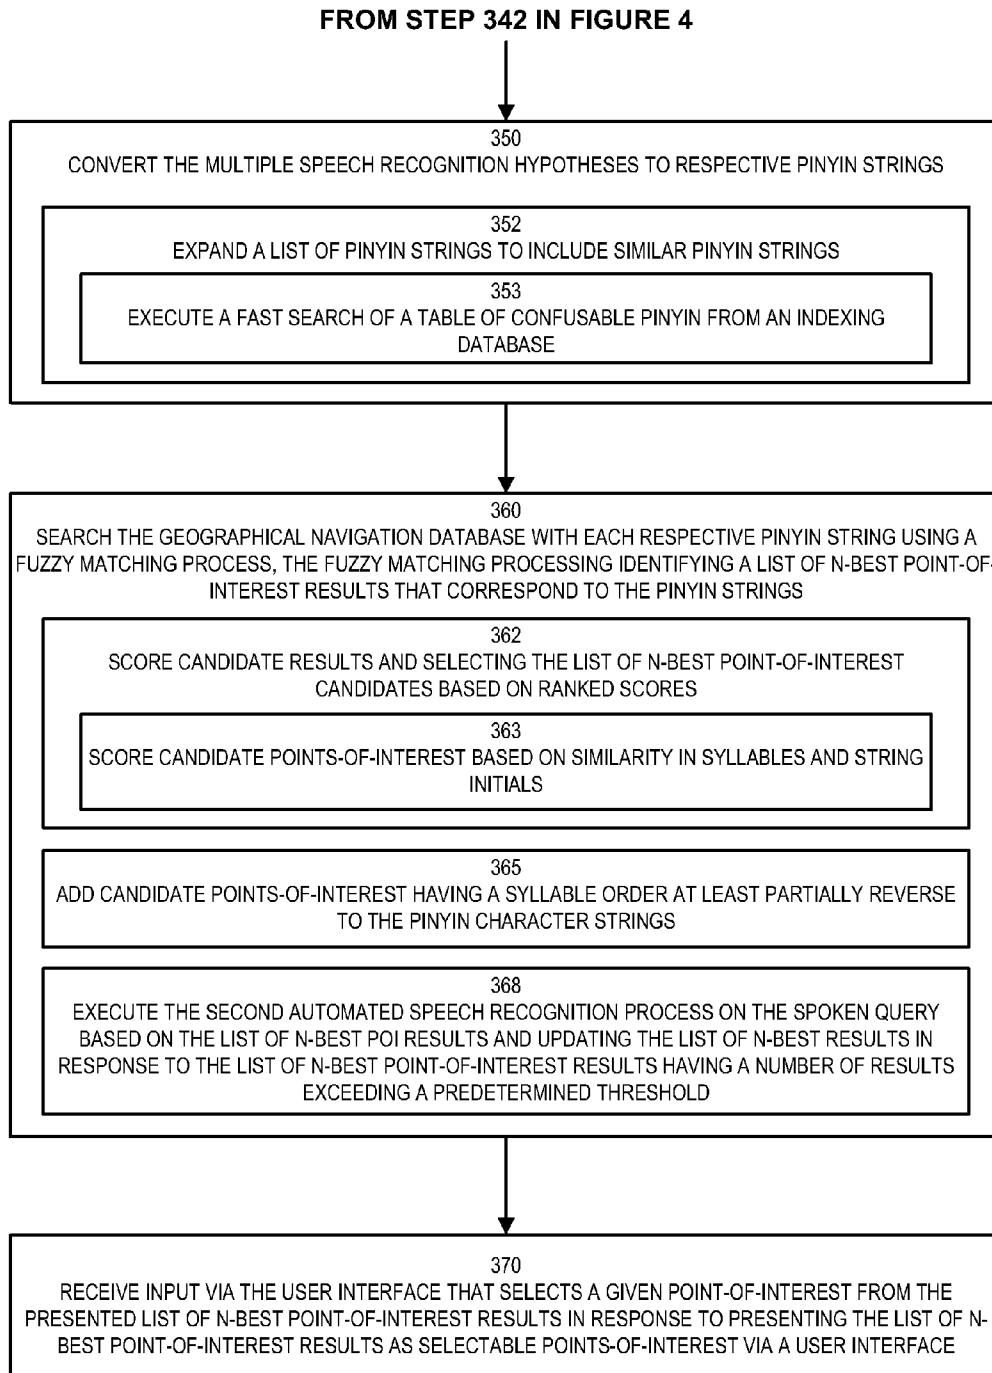 FROM STEP 342 IN FIGURE 4
350
CONVERT THE MULTIPLE SPEECH RECOGNITION HYPOTHESES TO RESPECTIVE PINYIN STRINGS
352
EXPAND A LIST OF PINYIN STRINGS TO INCLUDE SIMILAR PINYIN STRINGS
353
EXECUTE A FAST SEARCH OF A TABLE OF CONFUSABLE PINYIN FROM AN INDEXING
DATABASE
360
SEARCH THE GEOGRAPHICAL NAVIGATION DATABASE WITH EACH RESPECTIVE PINYIN STRING USING A
FUZZY MATCHING PROCESS, THE FUZZY MATCHING PROCESSING IDENTIFYING A LIST OF N-BEST POINT-OF-
INTEREST RESULTS THAT CORRESPOND TO THE PINYIN STRINGS
362
SCORE CANDIDATE RESULTS AND SELECTING THE LIST OF N-BEST POINT-OF-INTEREST
CANDIDATES BASED ON RANKED SCORES
363
SCORE CANDIDATE POINTS-OF-INTEREST BASED ON SIMILARITY IN SYLLABLES AND STRING
INITIALS
365
ADD CANDIDATE POINTS-OF-INTEREST HAVING A SYLLABLE ORDER AT LEAST PARTIALLY REVERSE
TO THE PINYIN CHARACTER STRINGS
368
EXECUTE THE SECOND AUTOMATED SPEECH RECOGNITION PROCESS ON THE SPOKEN QUERY
BASED ON THE LIST OF N-BEST POI RESULTS AND UPDATING THE LIST OF N-BEST RESULTS IN
RESPONSE TO THE LIST OF N-BEST POINT-OF-INTEREST RESULTS HAVING A NUMBER OF RESULTS
EXCEEDING A PREDETERMINED THRESHOLD
370
RECEIVE INPUT VIA THE USER INTERFACE THAT SELECTS A GIVEN POINT-OF-INTEREST FROM THE
PRESENTED LIST OF N-BEST POINT-OF-INTEREST RESULTS IN RESPONSE TO PRESENTING THE LIST OF N-
BEST POINT-OF-INTEREST RESULTS AS SELECTABLE POINTS-OF-INTEREST VIA A USER INTERFACE